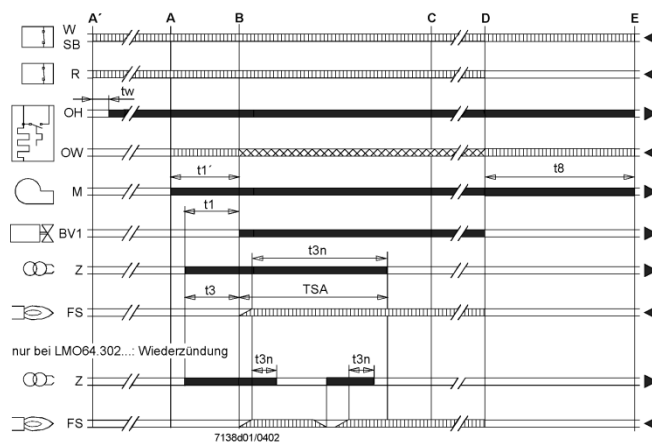 A´ A B C D E
W
SB
R
tw
OH
OW
t1´ t8
M
t1
BV1
t3n
Z
t3 TSA
FS
nur bei LMO64.302...: Wiederzündung
t3n t3n
Z
FS
7138d01/0402